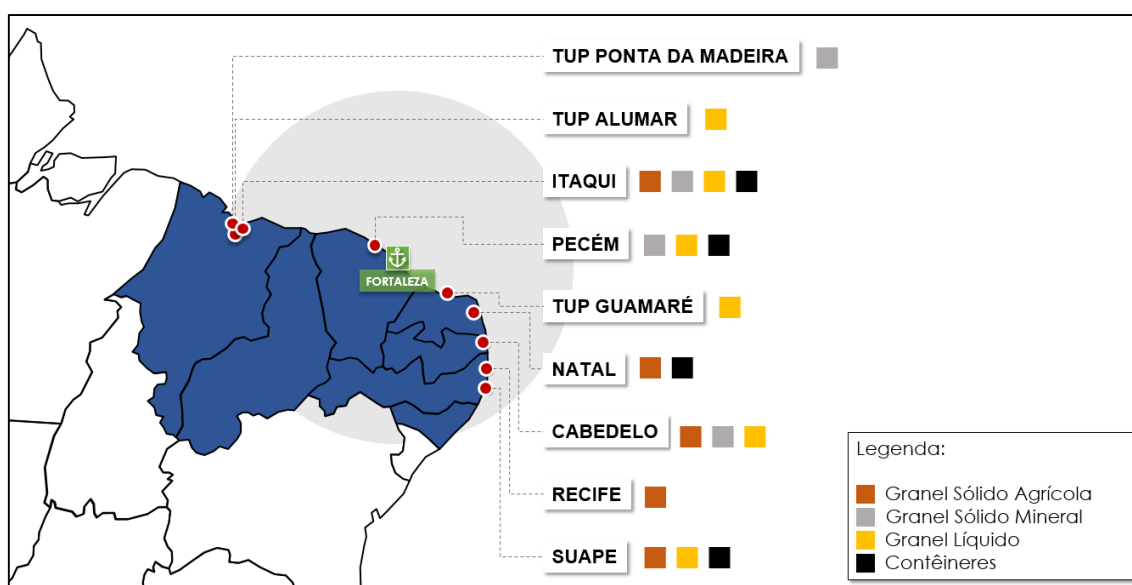 TUP PONTA DA MADEIRA
TUP ALUMAR
ITAQUI
PECÉM
FORTALEZA
TUP GUAMARÉ
NATAL
CABEDELO
RECIFE
SUAPE
Legenda:
Granel Sólido Agrícola
Granel Sólido Mineral
Granel Líquido
Contêineres